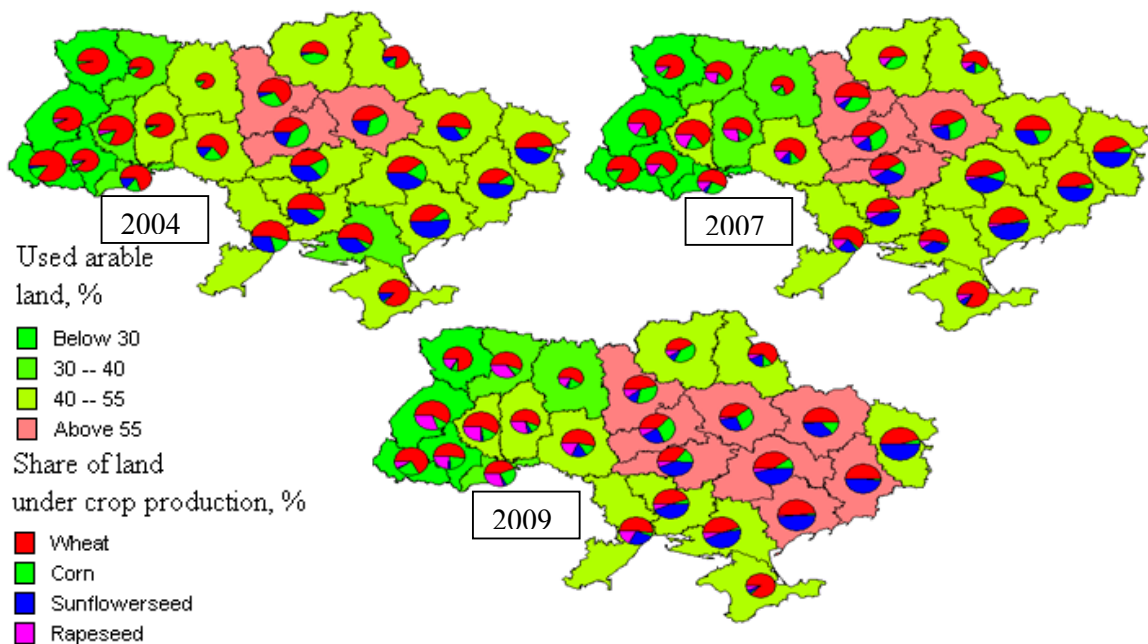 2004
2007
Used arable
land, %
Below 30
30 -- 40
40 -- 55
Above 55
Share of land
under crop production, %
Wheat
Corn
Sunflowerseed
Rapeseed
2009